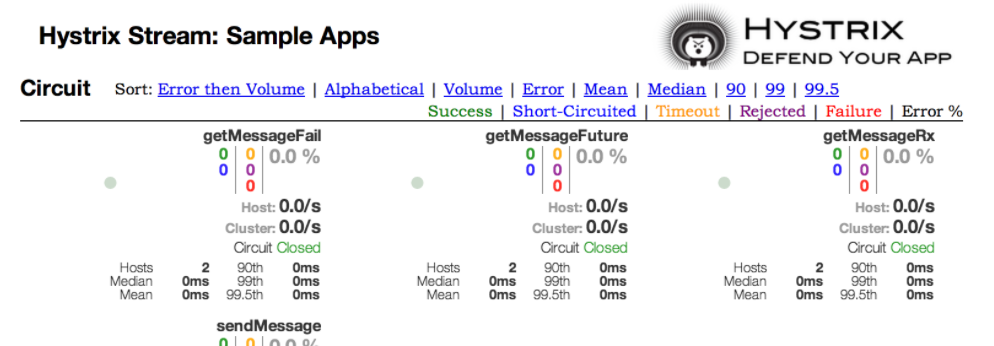 Hystrix Stream: Sample Apps
HYSTRIX
DEFEND YOUR APP
Circuit Sort: Error then Volume | Alphabetical | Volume | Error | Mean | Median | 90 | 99 | 99.5
Success | Short-Circuited | Timeout | Rejected | Failure | Error %
getMessageFail getMessageFuture getMessageRx
0 0 0.0 % 0 0 0.0 % 0 0 0.0 %
0 0 0 0 0 0
0 0 0
Host: 0.0/s Host: 0.0/s Host: 0.0/s
Cluster: 0.0/s Cluster: 0.0/s Cluster: 0.0/s
Circuit Closed Circuit Closed Circuit Closed
Hosts 2 90th 0ms Hosts 2 90th 0ms Hosts 2 90th 0ms
Median 0ms 99th 0ms Median 0ms 99th 0ms Median 0ms 99th 0ms
Mean 0ms 99.5th 0ms Mean 0ms 99.5th 0ms Mean 0ms 99.5th 0ms
sendMessage
0 0 0.0 %